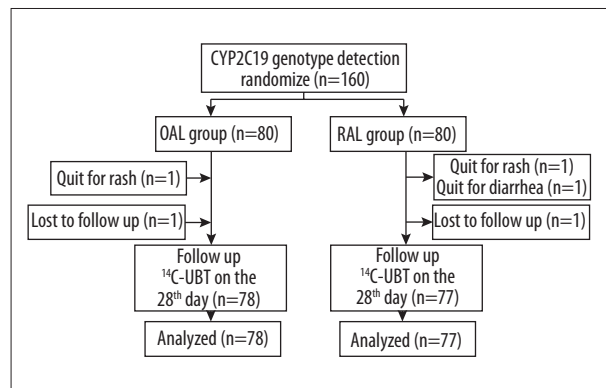 CYP2C19 genotype detection
randomize (n=160)
OAL group (n=80)
RAL group (n=80)
Quit for rash (n=1)
Quit for rash (n=1)
Quit for diarrhea (n=1)
Lost to follow up (n=1)
Lost to follow up (n=1)
Follow up
¹⁴C-UBT on the
28ᵗʰ day (n=78)
Follow up
¹⁴C-UBT on the
28ᵗʰ day (n=77)
Analyzed (n=78)
Analyzed (n=77)